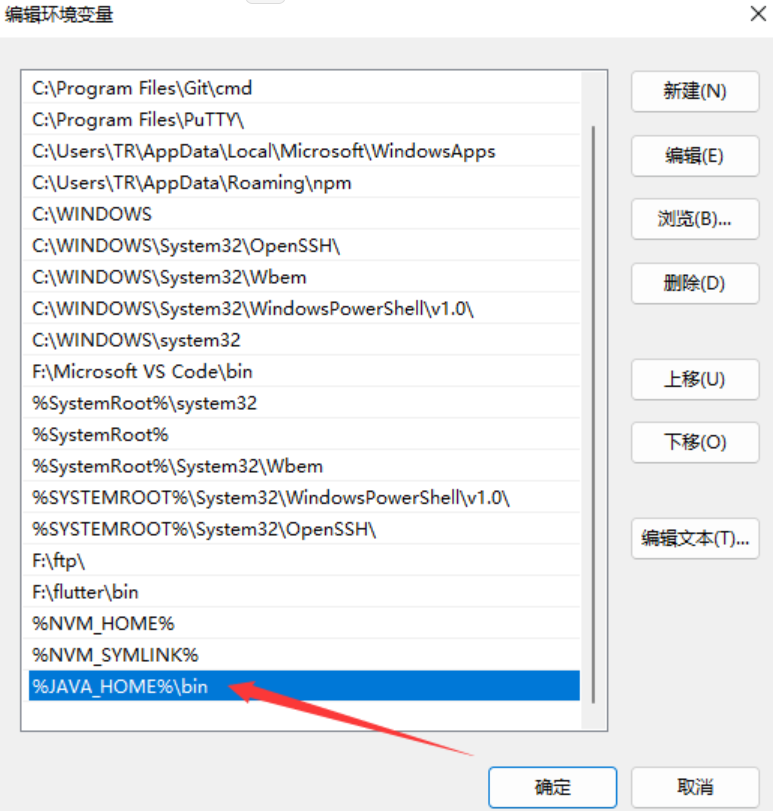 编辑环境变量
C:\Program Files\Git\cmd
新建(N)
C:\Program Files\PuTTY\
C:\Users\TR\AppData\Local\Microsoft\WindowsApps
编辑(E)
C:\Users\TR\AppData\Roaming\npm
C:\WINDOWS
浏览(B)...
C:\WINDOWS\System32\OpenSSH\
C:\WINDOWS\System32\Wbem
删除(D)
C:\WINDOWS\System32\WindowsPowerShell\v1.0\
C:\WINDOWS\system32
F:\Microsoft VS Code\bin
上移(U)
%SystemRoot%\system32
%SystemRoot%
下移(O)
%SystemRoot%\System32\Wbem
%SYSTEMROOT%\System32\WindowsPowerShell\v1.0\
%SYSTEMROOT%\System32\OpenSSH\
编辑文本(T)...
F:\ftp\
F:\flutter\bin
%NVM_HOME%
%NVM_SYMLINK%
%JAVA_HOME%\bin
确定
取消